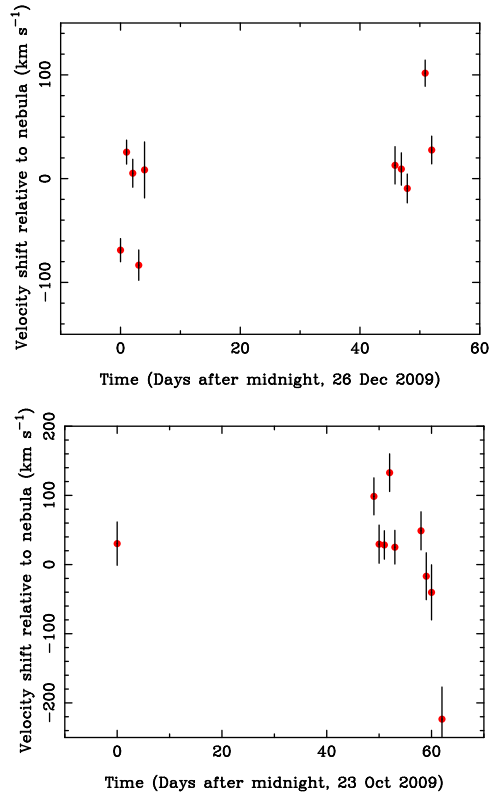 Velocity shift relative to nebula (km s⁻¹)
100
0
−100
0 20 40 60
Time (Days after midnight, 26 Dec 2009)
Velocity shift relative to nebula (km s⁻¹)
200
100
0
−100
−200
0 20 40 60
Time (Days after midnight, 23 Oct 2009)